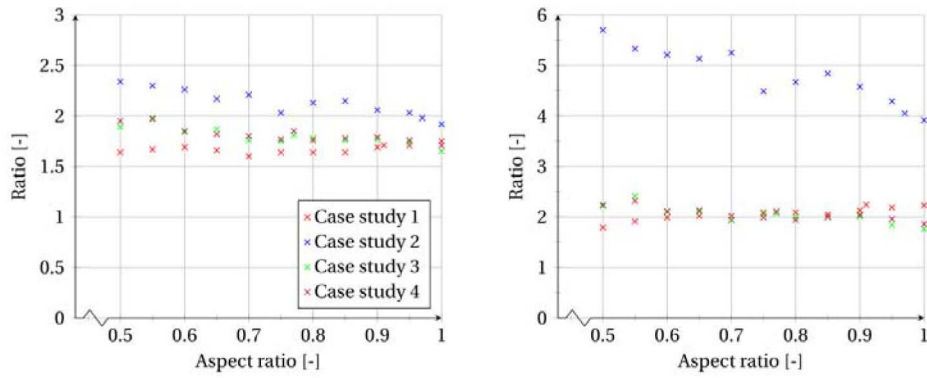 3
2.5
2
1.5
1
0.5
0
Ratio [-]
× Case study 1
× Case study 2
× Case study 3
× Case study 4
0.5 0.6 0.7 0.8 0.9 1
Aspect ratio [-]
6
5
4
3
2
1
0
Ratio [-]
0.5 0.6 0.7 0.8 0.9 1
Aspect ratio [-]